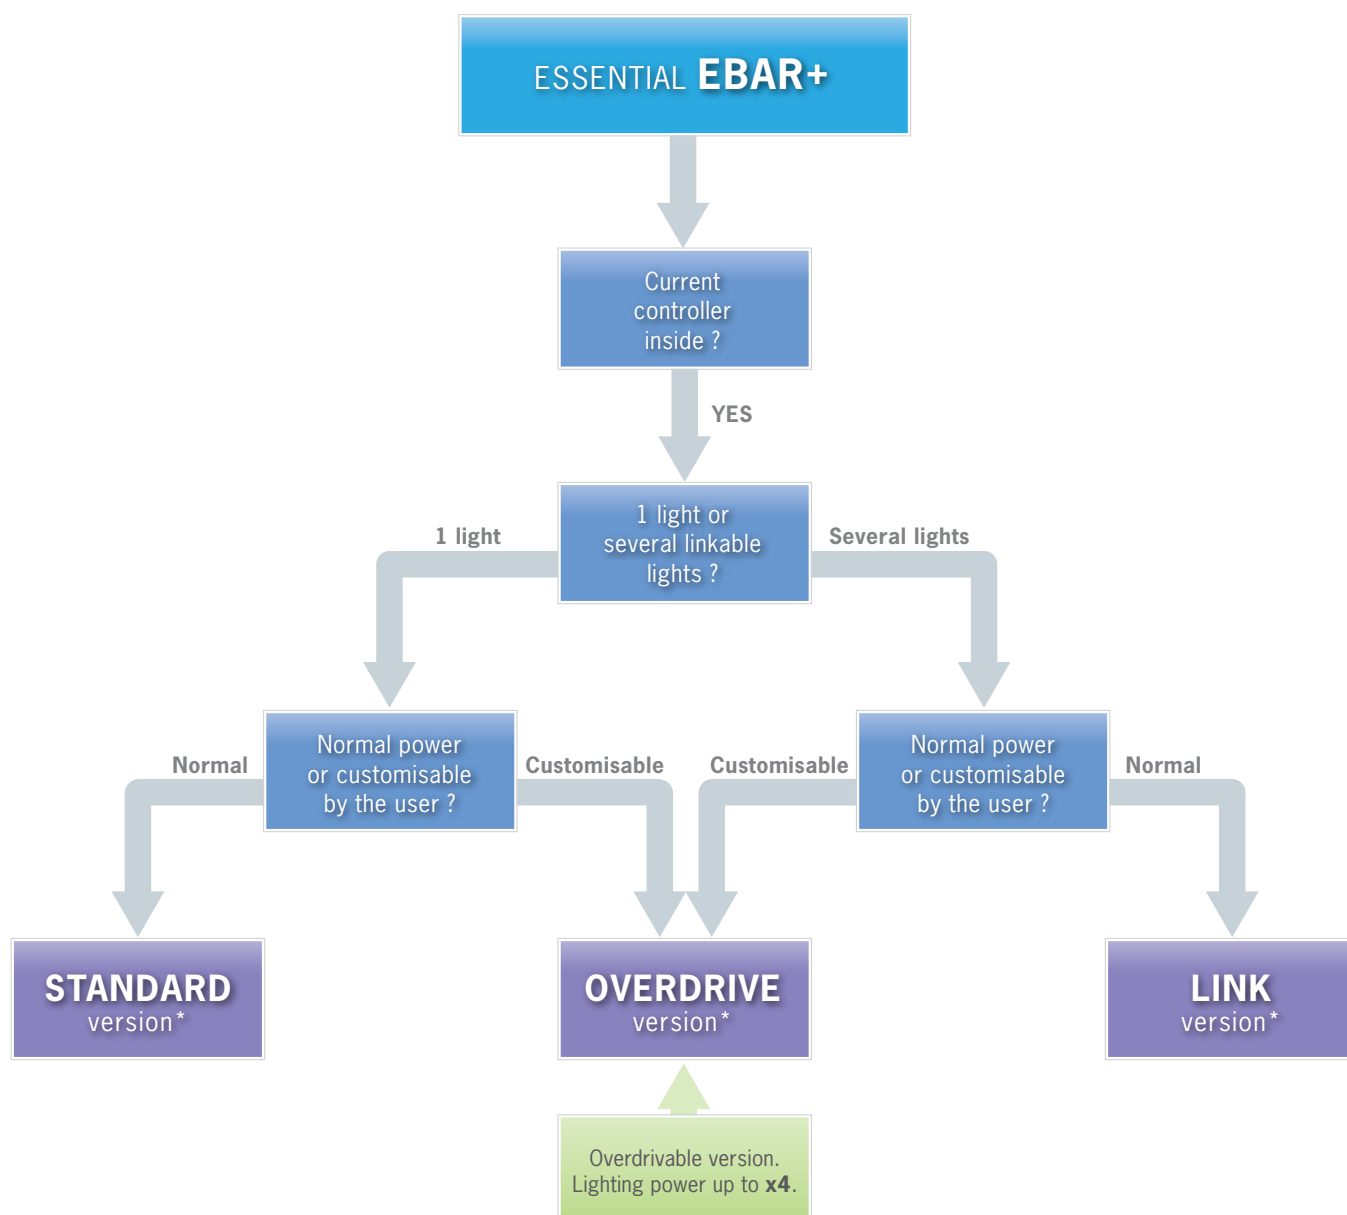 ESSENTIAL EBAR+
Current
controller
inside ?
YES
1 light or
several linkable
lights ?
1 light
Several lights
Normal power
or customisable
by the user ?
Normal
Customisable
Normal power
or customisable
by the user ?
Customisable
Normal
STANDARD
version*
OVERDRIVE
version*
LINK
version*
Overdrivable version.
Lighting power up to x4.